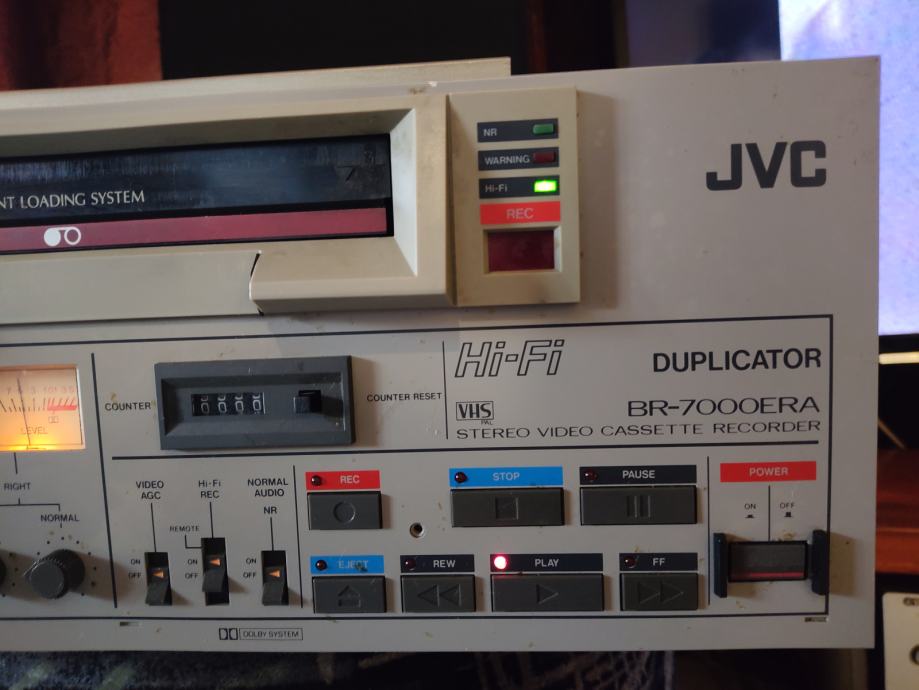 NR
WARNING
Hi-Fi
REC
JVC
NT LOADING SYSTEM
Hi-Fi
DUPLICATOR
BR-7000ERA
VHS
PAL
STEREO VIDEO CASSETTE RECORDER
COUNTER
0000
COUNTER RESET
LEVEL
RIGHT
NORMAL
VIDEO
AGC
Hi-Fi
REC
NORMAL
AUDIO
NR
REMOTE
ON
OFF
ON
OFF
ON
OFF
REC
STOP
PAUSE
POWER
ON
OFF
EJECT
REW
PLAY
FF
DOLBY SYSTEM